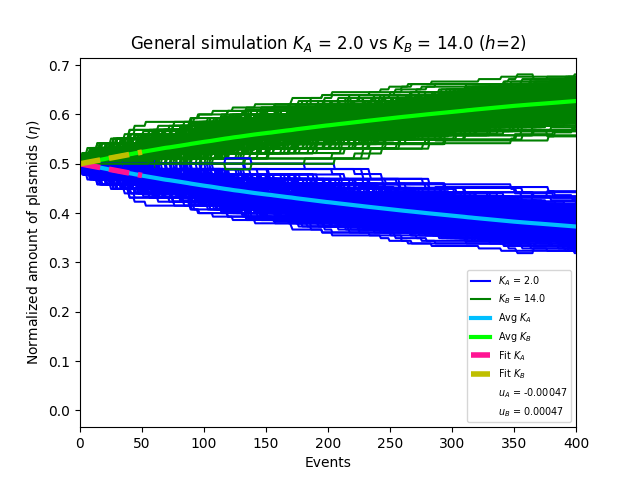 General simulation K_A = 2.0 vs K_B = 14.0 (h=2)
Normalized amount of plasmids (η)
0.7
0.6
0.5
0.4
0.3
0.2
0.1
0.0
K_A = 2.0
K_B = 14.0
Avg K_A
Avg K_B
Fit K_A
Fit K_B
u_A = -0.00047
u_B = 0.00047
0 50 100 150 200 250 300 350 400
Events